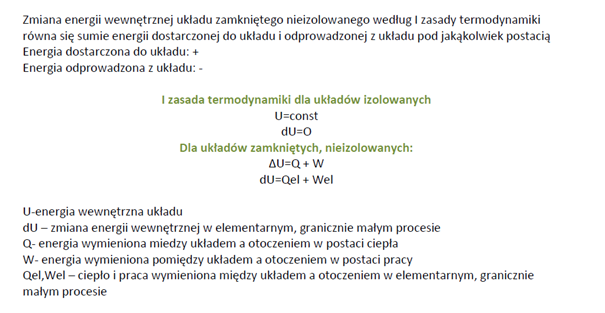 Zmiana energii wewnętrznej układu zamkniętego nieizolowanego według I zasady termodynamiki
równa się sumie energii dostarczonej do układu i odprowadzonej z układu pod jakąkolwiek postacią
Energia dostarczona do układu: +
Energia odprowadzona z układu: -
I zasada termodynamiki dla układów izolowanych
U=const
dU=O
Dla układów zamkniętych, nieizolowanych:
ΔU=Q + W
dU=Qel + Wel
U-energia wewnętrzna układu
dU – zmiana energii wewnętrznej w elementarnym, granicznie małym procesie
Q- energia wymieniona miedzy układem a otoczeniem w postaci ciepła
W- energia wymieniona pomiędzy układem a otoczeniem w postaci pracy
Qel,Wel – ciepło i praca wymieniona między układem a otoczeniem w elementarnym, granicznie
małym procesie